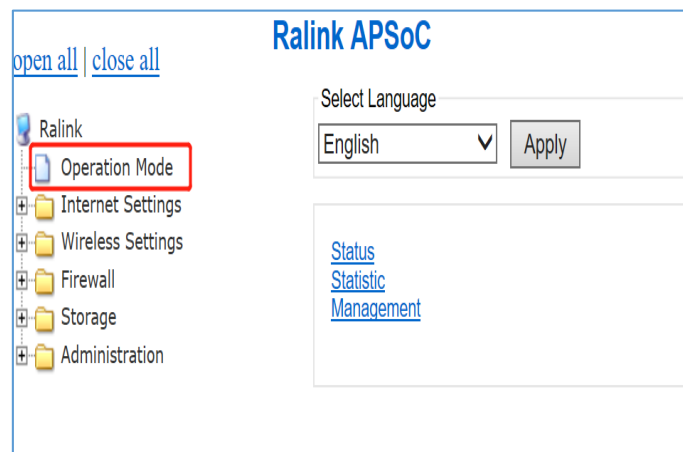 Ralink APSoC
open all | close all
Ralink
Operation Mode
Internet Settings
Wireless Settings
Firewall
Storage
Administration
Select Language
English
Apply
Status
Statistic
Management